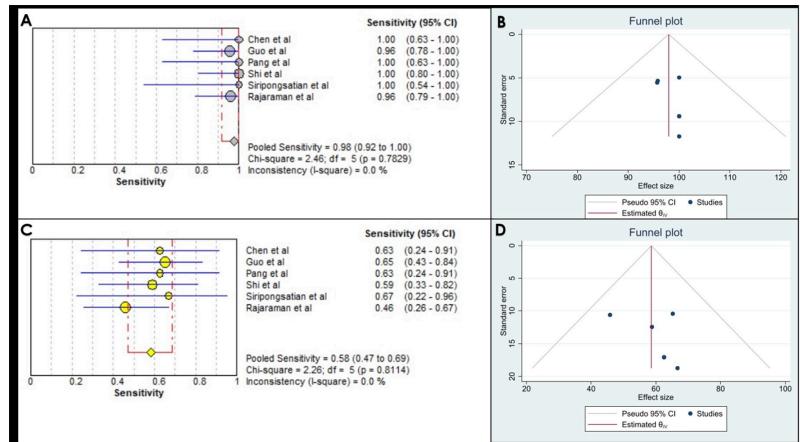 A
Sensitivity (95% CI)
Chen et al 1.00 (0.63 - 1.00)
Guo et al 0.96 (0.78 - 1.00)
Pang et al 1.00 (0.63 - 1.00)
Shi et al 1.00 (0.80 - 1.00)
Siripongsatian et al 1.00 (0.54 - 1.00)
Rajaraman et al 0.96 (0.79 - 1.00)
Pooled Sensitivity = 0.98 (0.92 to 1.00)
Chi-square = 2.46; df = 5 (p = 0.7829)
Inconsistency (I-square) = 0.0 %
0 0.2 0.4 0.6 0.8 1
Sensitivity
B
Funnel plot
Standard error
0
5
10
15
70 80 90 100 110 120
Effect size
Pseudo 95% CI Studies
Estimated θIV
C
Sensitivity (95% CI)
Chen et al 0.63 (0.24 - 0.91)
Guo et al 0.65 (0.43 - 0.84)
Pang et al 0.63 (0.24 - 0.91)
Shi et al 0.59 (0.33 - 0.82)
Siripongsatian et al 0.67 (0.22 - 0.96)
Rajaraman et al 0.46 (0.26 - 0.67)
Pooled Sensitivity = 0.58 (0.47 to 0.69)
Chi-square = 2.26; df = 5 (p = 0.8114)
Inconsistency (I-square) = 0.0 %
0 0.2 0.4 0.6 0.8 1
Sensitivity
D
Funnel plot
Standard error
0
5
10
15
20
20 40 60 80 100
Effect size
Pseudo 95% CI Studies
Estimated θIV